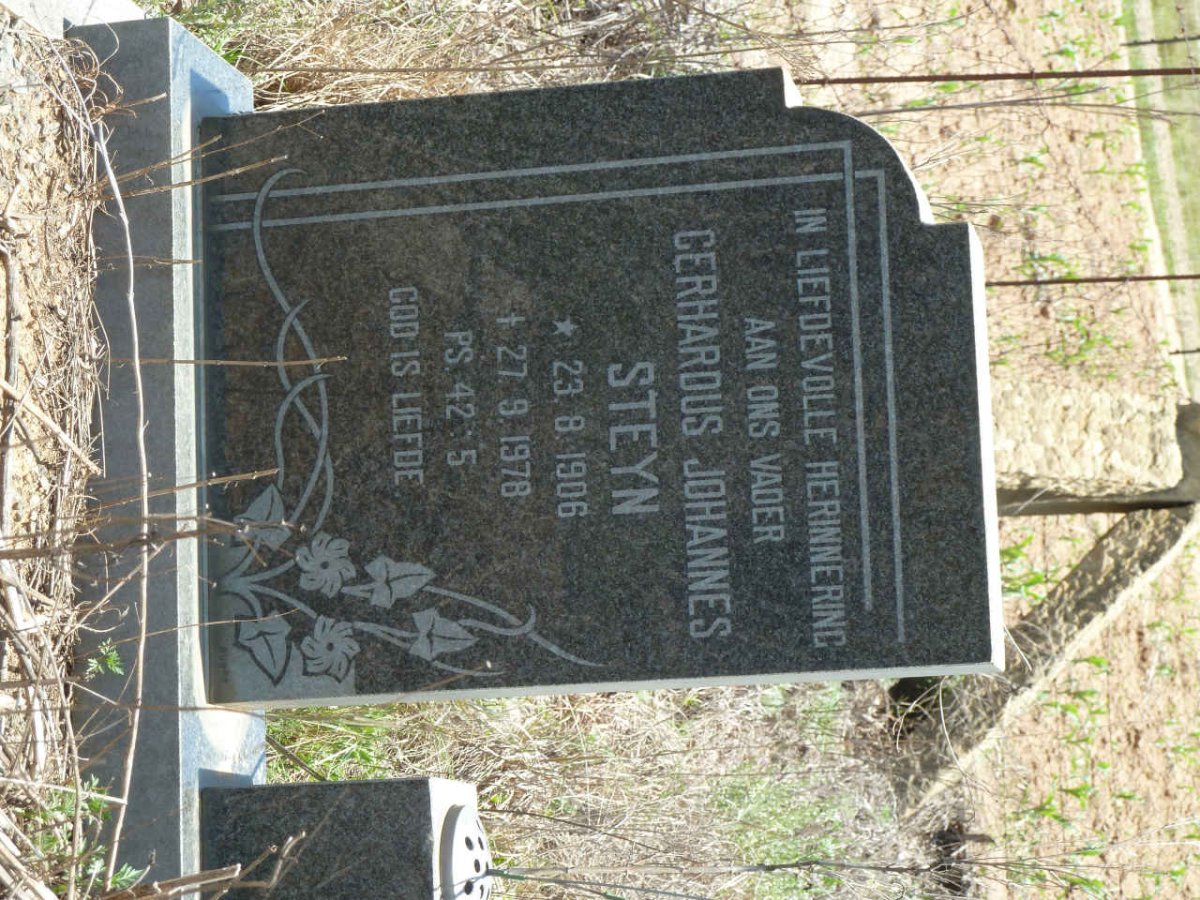 IN LIEFDEVOLLE HERINNERING
AAN ONS VADER
GERHARDUS JOHANNES
STEYN
★ 23. 8. 1906
† 27. 9. 1978
PS. 42:5
GOD IS LIEFDE.